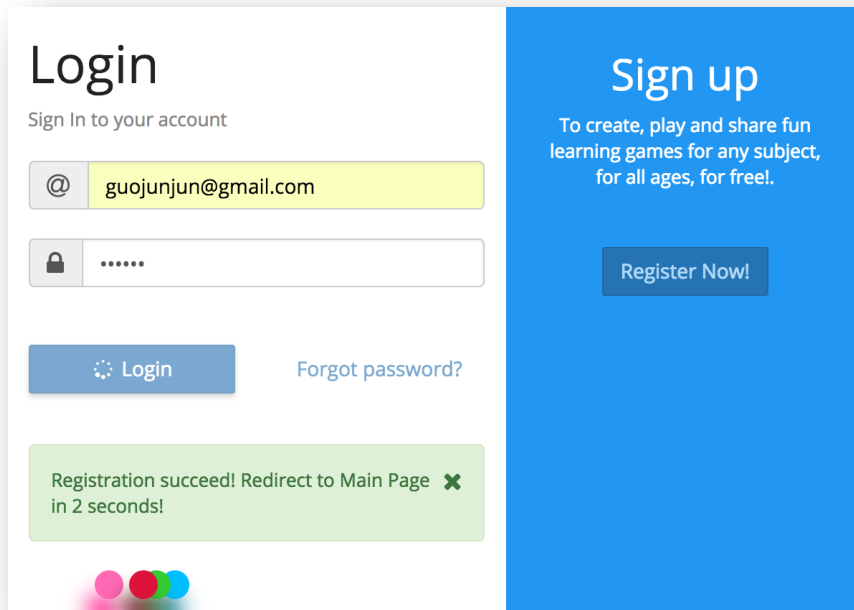 Login
Sign In to your account
@ guojunjun@gmail.com
••••••
Login
Forgot password?
Registration succeed! Redirect to Main Page
in 2 seconds!
Sign up
To create, play and share fun
learning games for any subject,
for all ages, for free!.
Register Now!